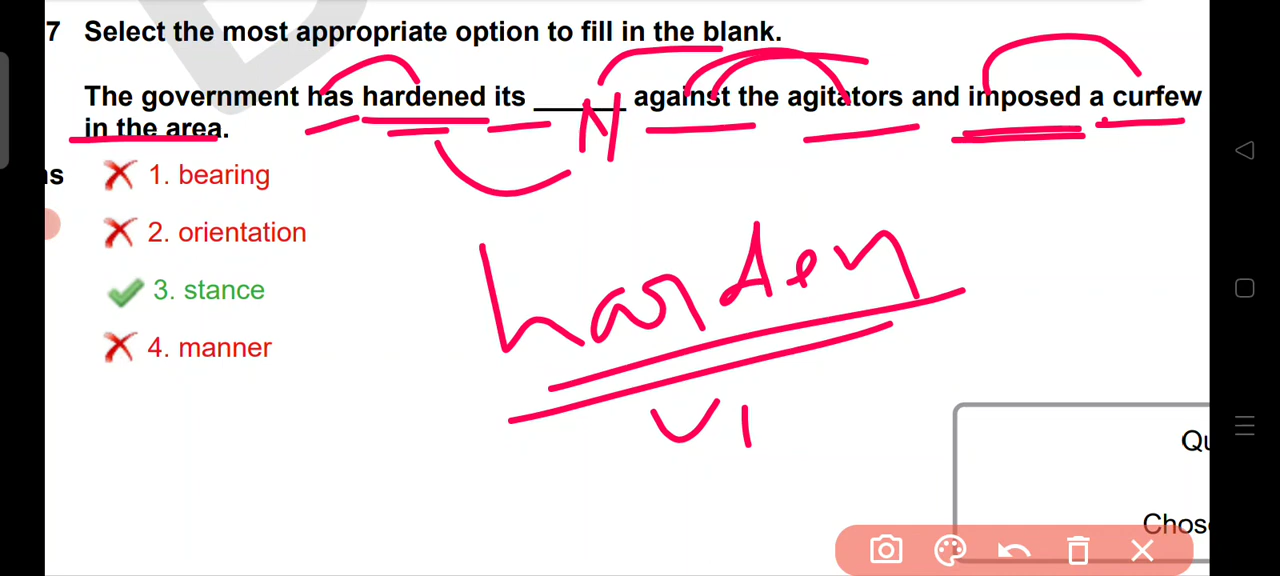 7 Select the most appropriate option to fill in the blank.
The government has hardened its ______ against the agitators and imposed a curfew
in the area.
s
1. bearing
2. orientation
3. stance
4. manner
N
harden
V1
Qu
Chos